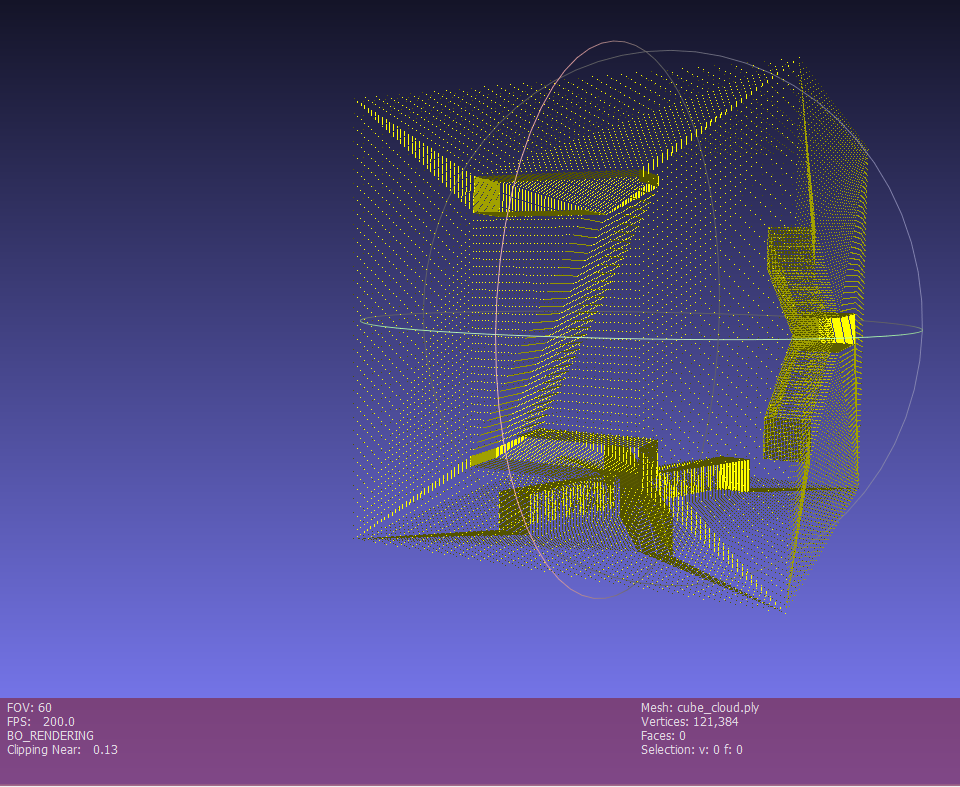 FOV: 60
FPS: 200.0
BO_RENDERING
Clipping Near: 0.13
Mesh: cube_cloud.ply
Vertices: 121,384
Faces: 0
Selection: v: 0 f: 0